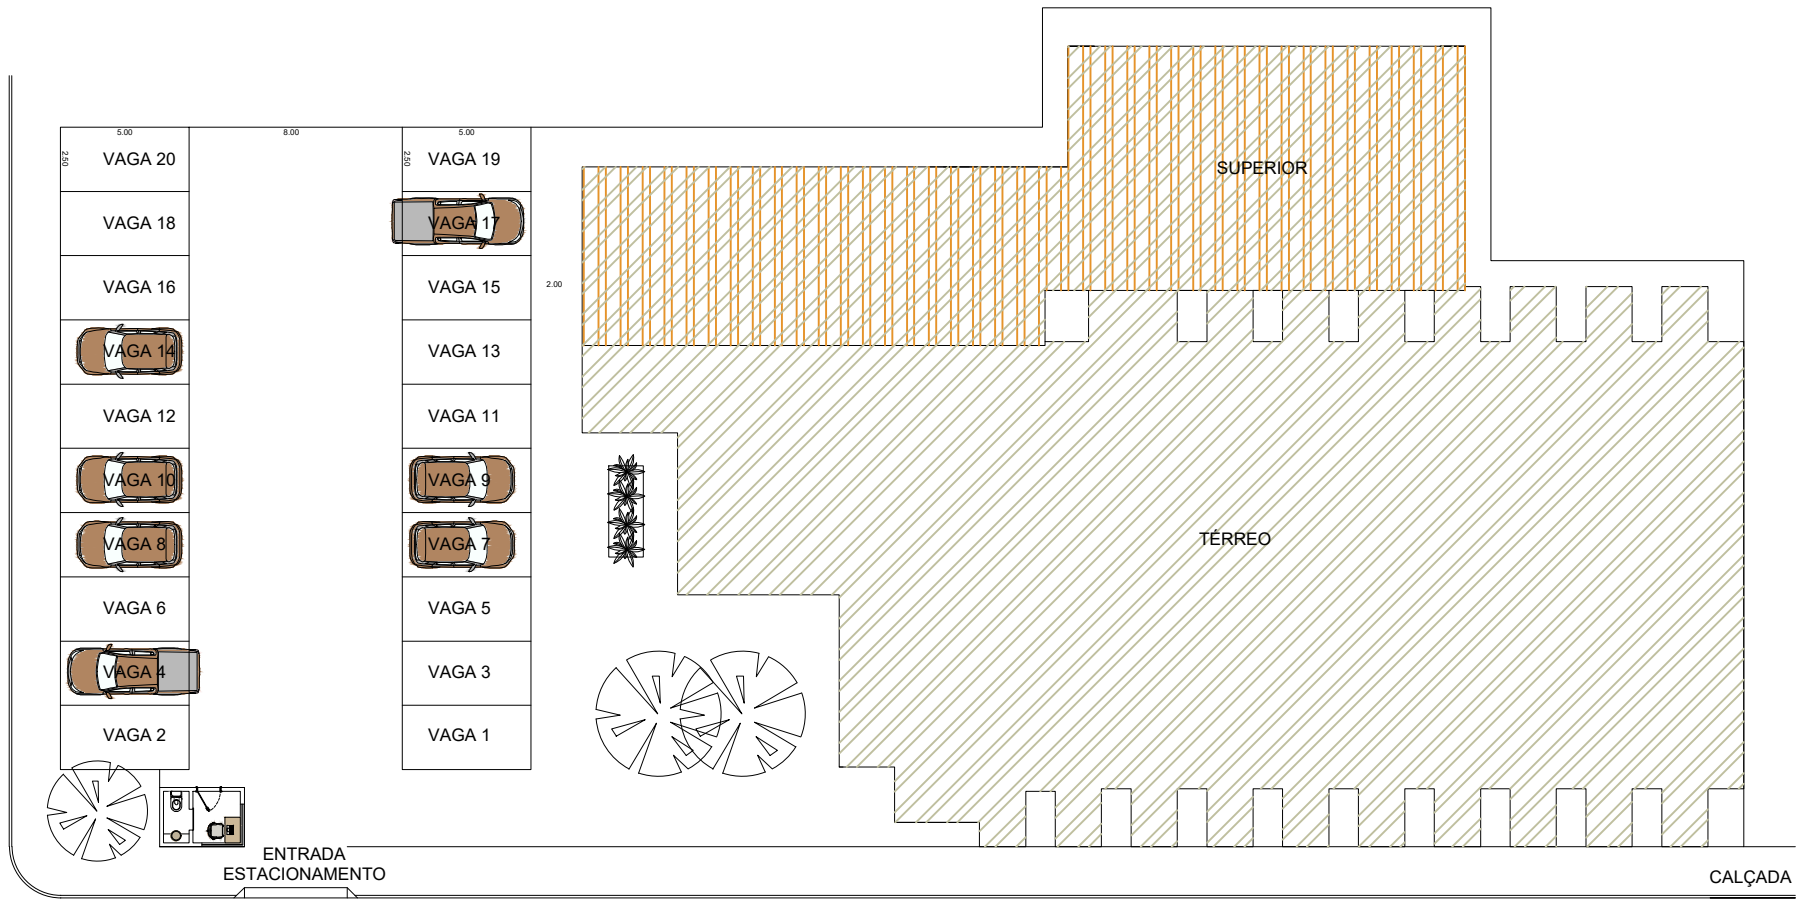 5.00
8.00
5.00
2.50
VAGA 20
2.50
VAGA 19
SUPERIOR
VAGA 18
VAGA 17
VAGA 16
VAGA 15
2.00
VAGA 14
VAGA 13
VAGA 12
VAGA 11
VAGA 10
VAGA 9
VAGA 8
VAGA 7
TÉRREO
VAGA 6
VAGA 5
VAGA 4
VAGA 3
VAGA 2
VAGA 1
ENTRADA
ESTACIONAMENTO
CALÇADA